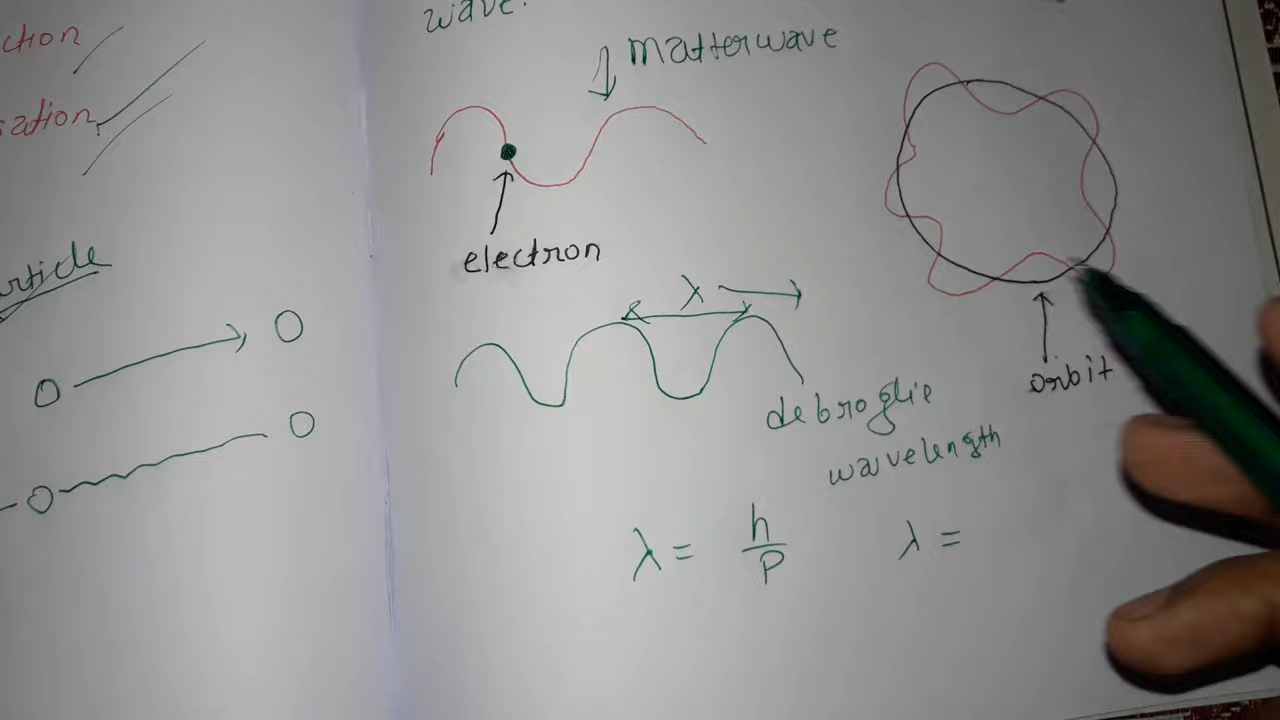 ction
sation
rticle
wave.
matterwave
electron
λ
debroglie
wavelength
orbit
λ = h/p
λ =